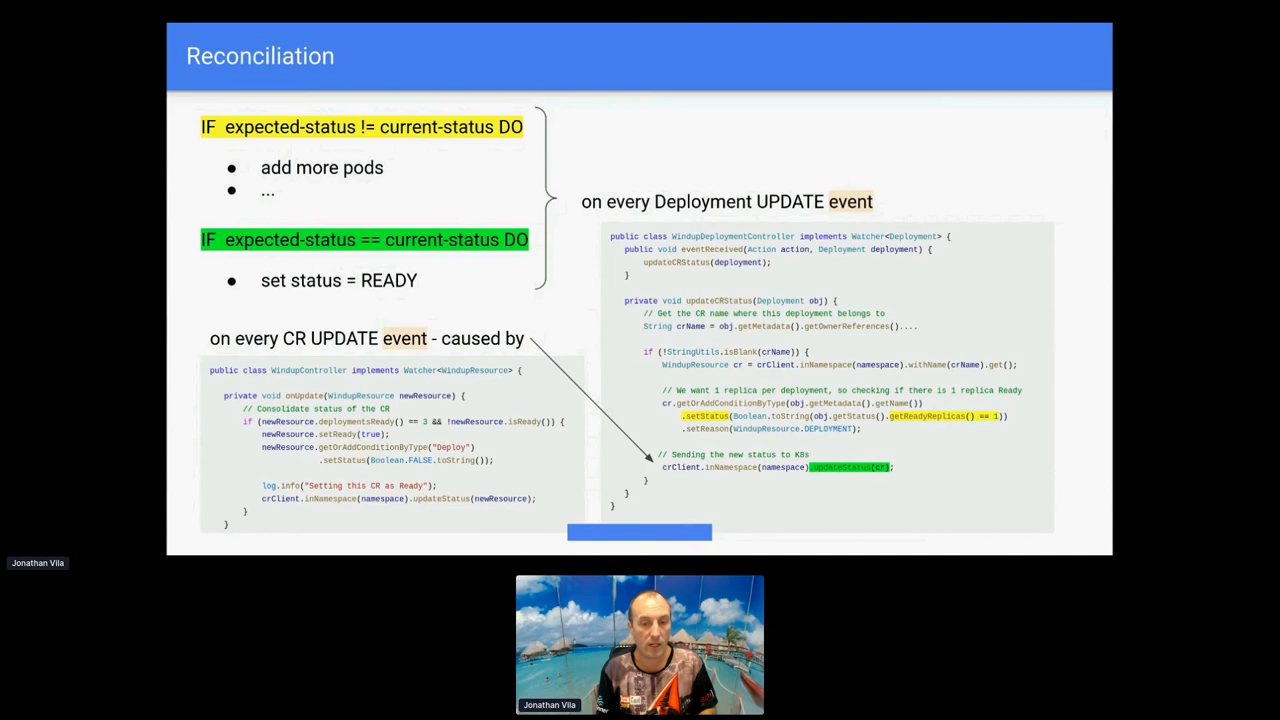 Reconciliation
IF expected-status != current-status DO
● add more pods
● ...
IF expected-status == current-status DO
● set status = READY
on every CR UPDATE event - caused by
public class WindupController implements Watcher<WindupResource> {
private void onUpdate(WindupResource newResource) {
// Consolidate status of the CR
if (newResource.deploymentsReady() == 3 && !newResource.isReady()) {
newResource.setReady(true);
newResource.getOrAddConditionByType("Deploy")
.setStatus(Boolean.FALSE.toString());
log.info("Setting this CR as Ready");
crClient.inNamespace(namespace).updateStatus(newResource);
}
}
on every Deployment UPDATE event
public class WindupDeploymentController implements Watcher<Deployment> {
public void eventReceived(Action action, Deployment deployment) {
updateCRStatus(deployment);
}
private void updateCRStatus(Deployment obj) {
// Get the CR name where this deployment belongs to
String crName = obj.getMetadata().getOwnerReferences()....
if (!StringUtils.isBlank(crName)) {
WindupResource cr = crClient.inNamespace(namespace).withName(crName).get();
// We want 1 replica per deployment, so checking if there is 1 replica Ready
cr.getOrAddConditionByType(obj.getMetadata().getName())
.setStatus(Boolean.toString(obj.getStatus().getReadyReplicas() == 1))
.setReason(WindupResource.DEPLOYMENT);
// Sending the new status to K8s
crClient.inNamespace(namespace).updateStatus(cr);
}
}
}
Jonathan Vila
Jonathan Vila